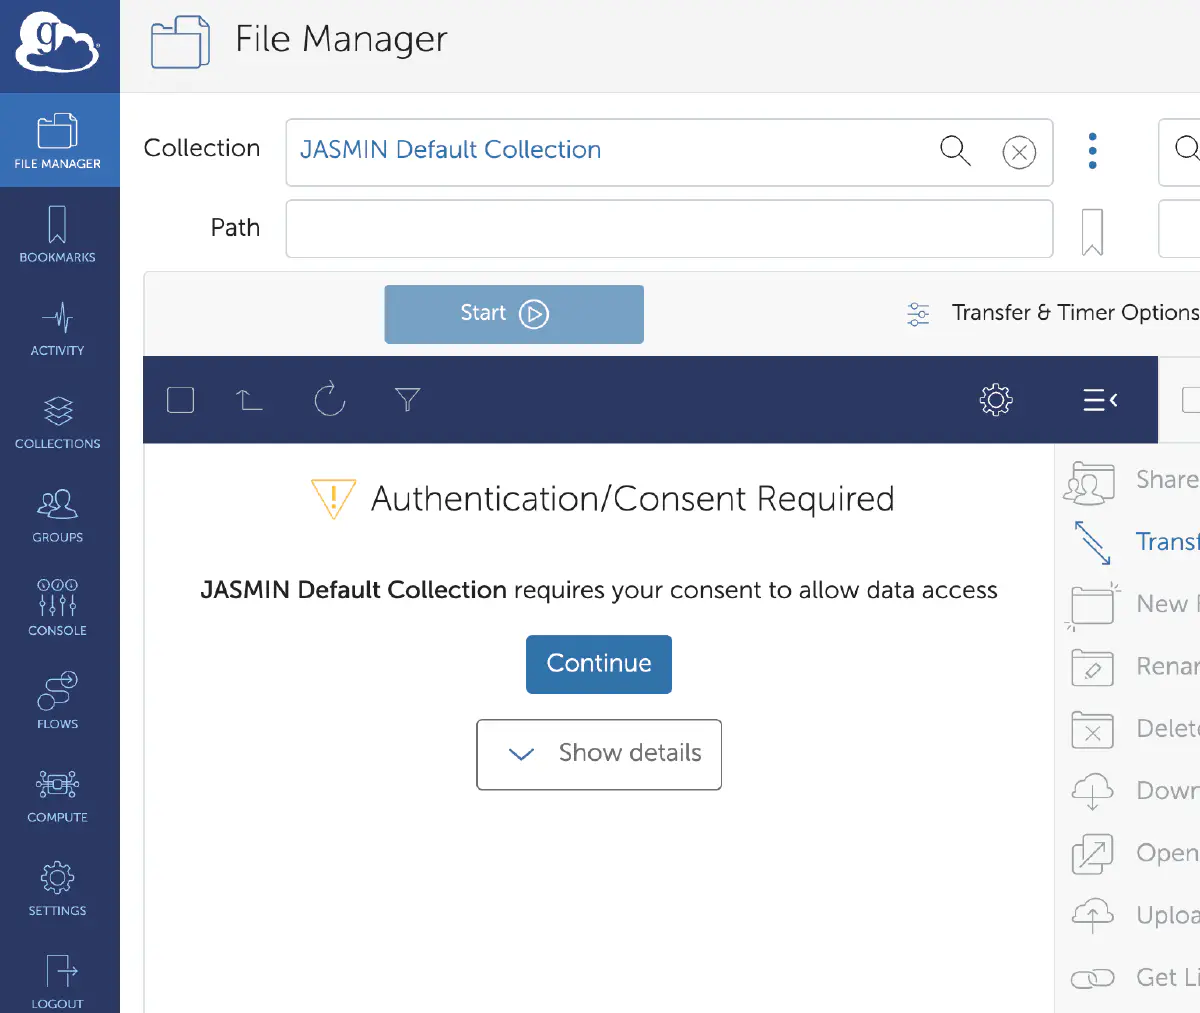 g
File Manager
FILE MANAGER
BOOKMARKS
ACTIVITY
COLLECTIONS
GROUPS
CONSOLE
FLOWS
COMPUTE
SETTINGS
LOGOUT
Collection
JASMIN Default Collection
Path
Start
Transfer & Timer Options
Authentication/Consent Required
JASMIN Default Collection requires your consent to allow data access
Continue
Show details
Share
Transf
New
Renar
Delet
Down
Open
Uploa
Get Li